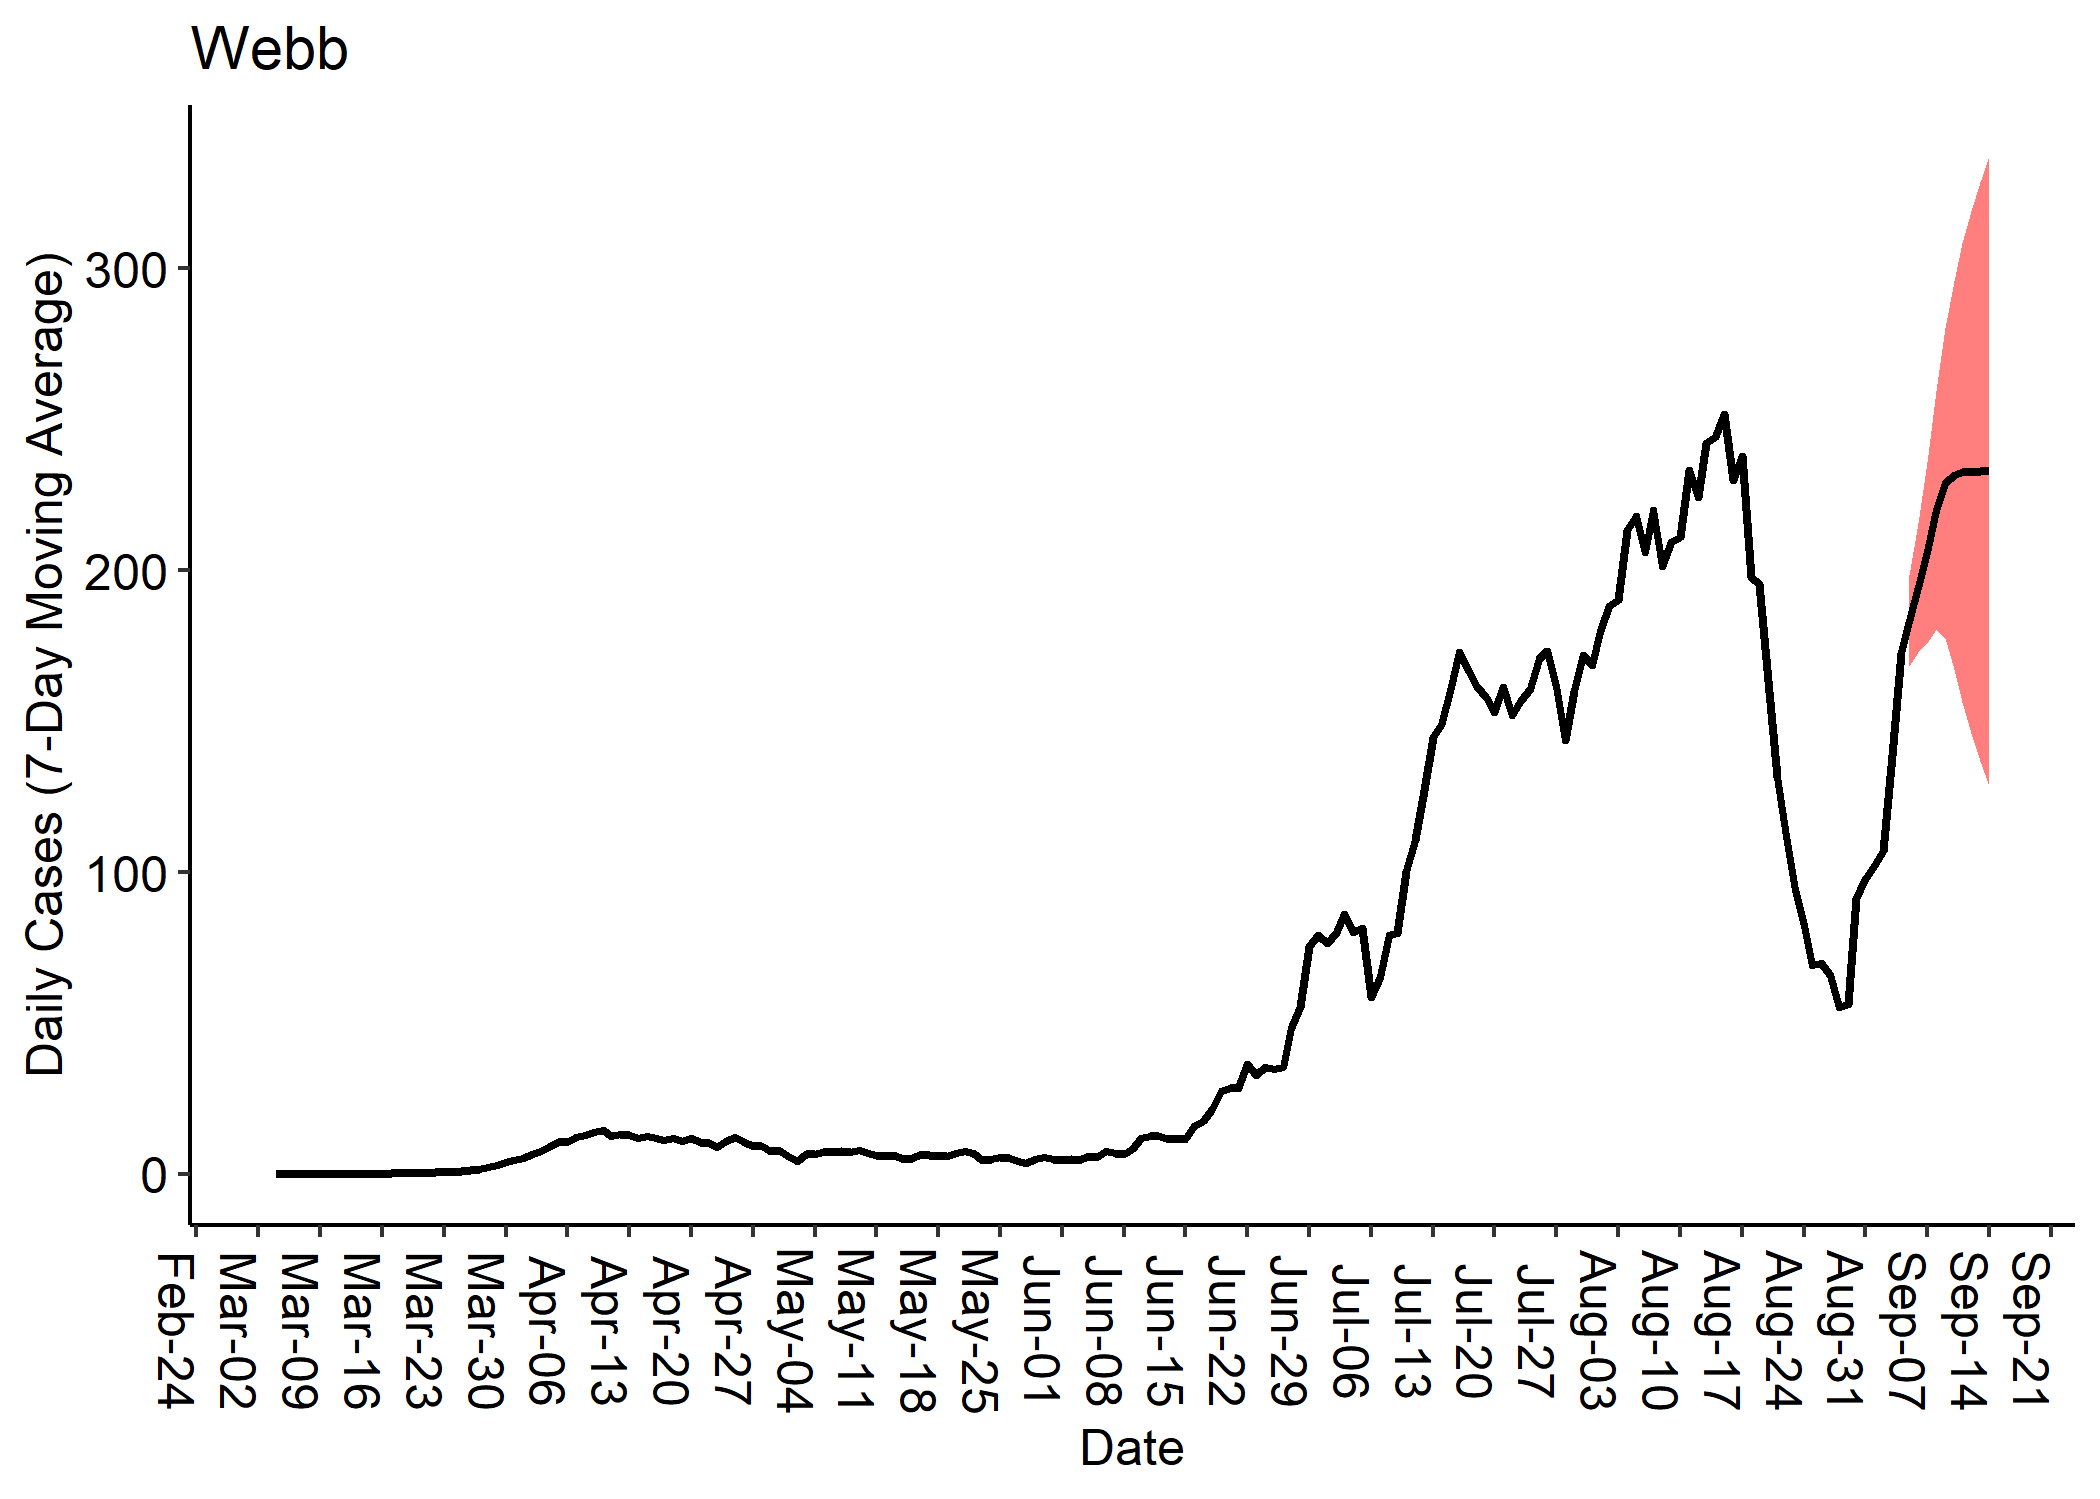 Webb
Daily Cases (7-Day Moving Average)
300
200
100
0
Feb-24
Mar-02
Mar-09
Mar-16
Mar-23
Mar-30
Apr-06
Apr-13
Apr-20
Apr-27
May-04
May-11
May-18
May-25
Jun-01
Jun-08
Jun-15
Jun-22
Jun-29
Jul-06
Jul-13
Jul-20
Jul-27
Aug-03
Aug-10
Aug-17
Aug-24
Aug-31
Sep-07
Sep-14
Sep-21
Date